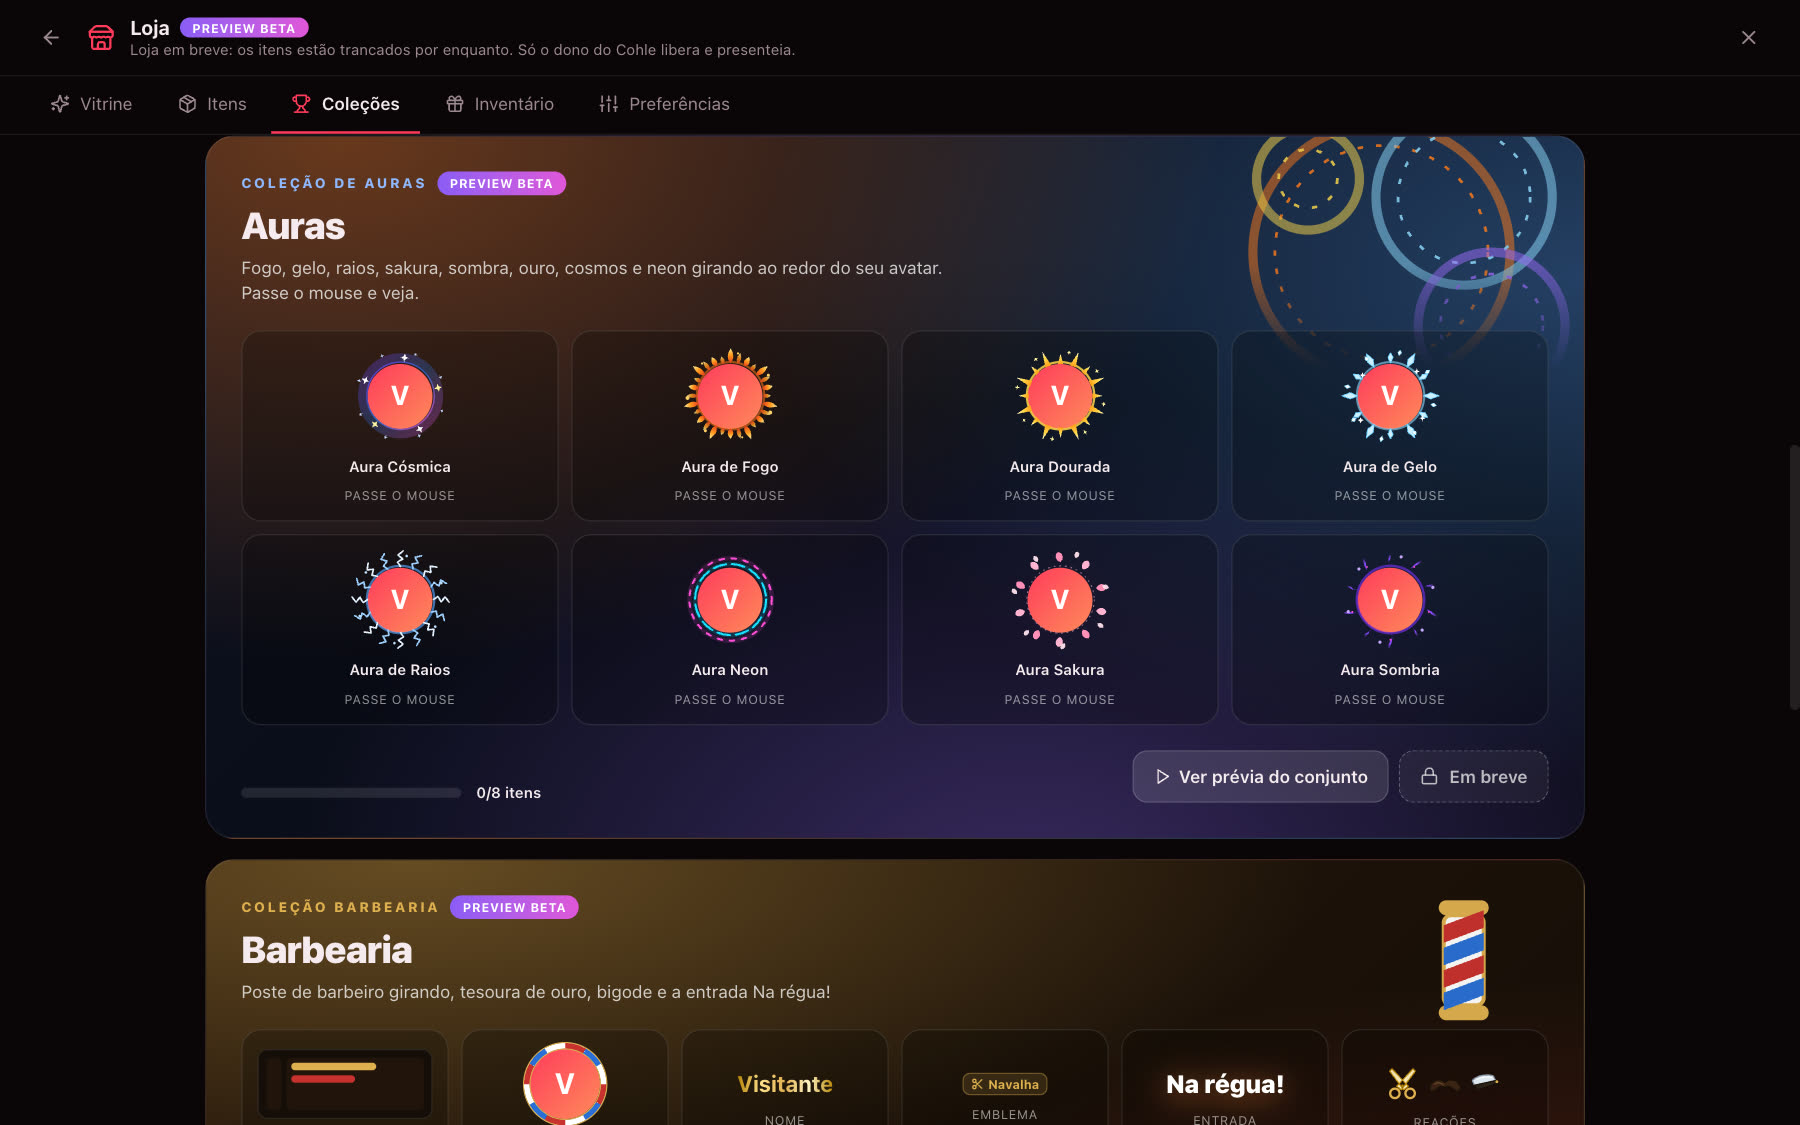 Loja PREVIEW BETA
Loja em breve: os itens estão trancados por enquanto. Só o dono do Cohle libera e presenteia.
Vitrine Itens Coleções Inventário Preferências
COLEÇÃO DE AURAS PREVIEW BETA
Auras
Fogo, gelo, raios, sakura, sombra, ouro, cosmos e neon girando ao redor do seu avatar.
Passe o mouse e veja.
V V V V
Aura Cósmica Aura de Fogo Aura Dourada Aura de Gelo
PASSE O MOUSE PASSE O MOUSE PASSE O MOUSE PASSE O MOUSE
V V V V
Aura de Raios Aura Neon Aura Sakura Aura Sombria
PASSE O MOUSE PASSE O MOUSE PASSE O MOUSE PASSE O MOUSE
0/8 itens Ver prévia do conjunto Em breve
COLEÇÃO BARBEARIA PREVIEW BETA
Barbearia
Poste de barbeiro girando, tesoura de ouro, bigode e a entrada Na régua!
V Visitante Navalha Na régua!
NOME EMBLEMA ENTRADA REAÇÕES